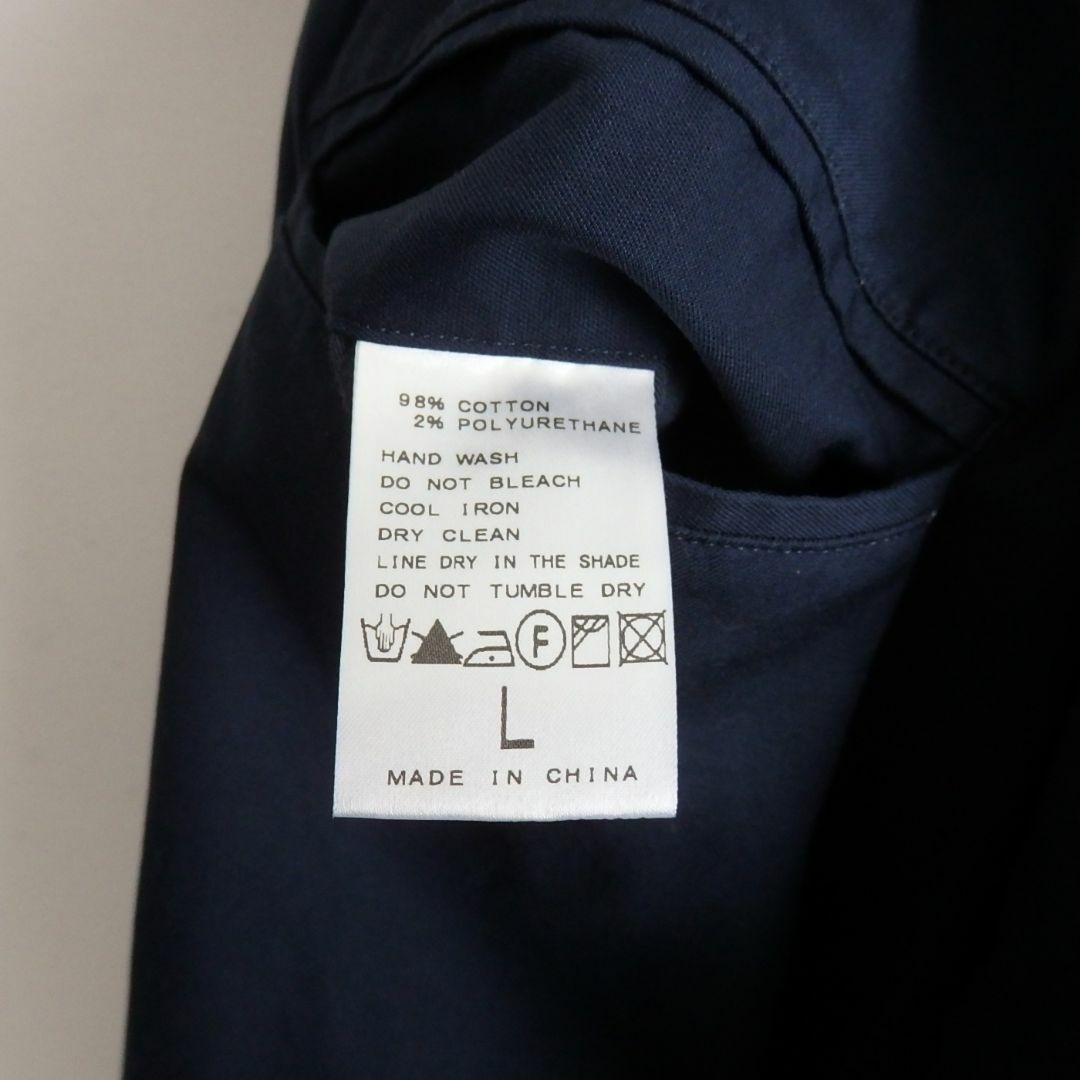 98% COTTON
2% POLYURETHANE
HAND WASH
DO NOT BLEACH
COOL IRON
DRY CLEAN
LINE DRY IN THE SHADE
DO NOT TUMBLE DRY
F
L
MADE IN CHINA